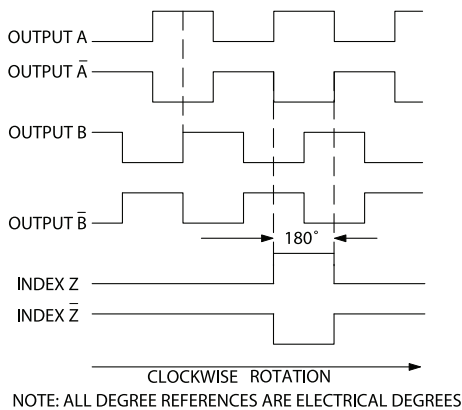 OUTPUT A
OUTPUT A̅
OUTPUT B
OUTPUT B̅
180°
INDEX Z
INDEX Z̅
CLOCKWISE ROTATION
NOTE: ALL DEGREE REFERENCES ARE ELECTRICAL DEGREES